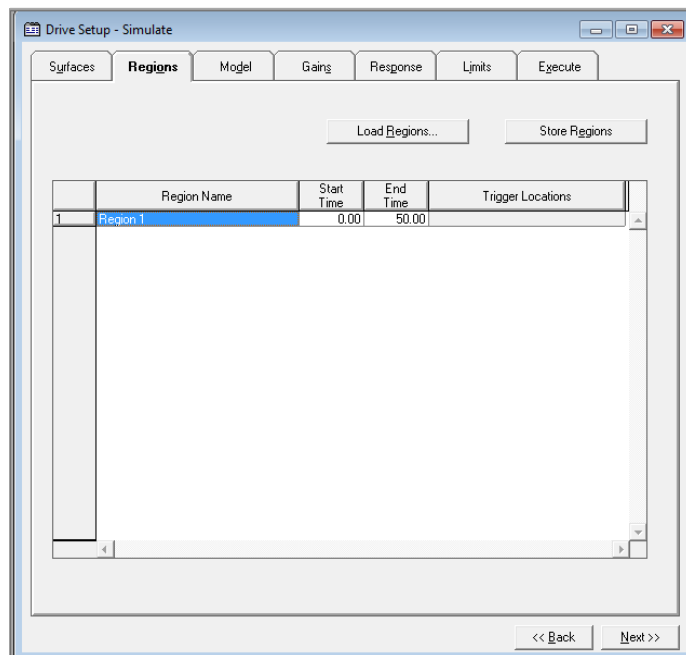 Drive Setup - Simulate
Surfaces Regions Model Gains Response Limits Execute
Load Regions... Store Regions
Region Name Start Time End Time Trigger Locations
1 Region 1 0.00 50.00
<< Back Next >>